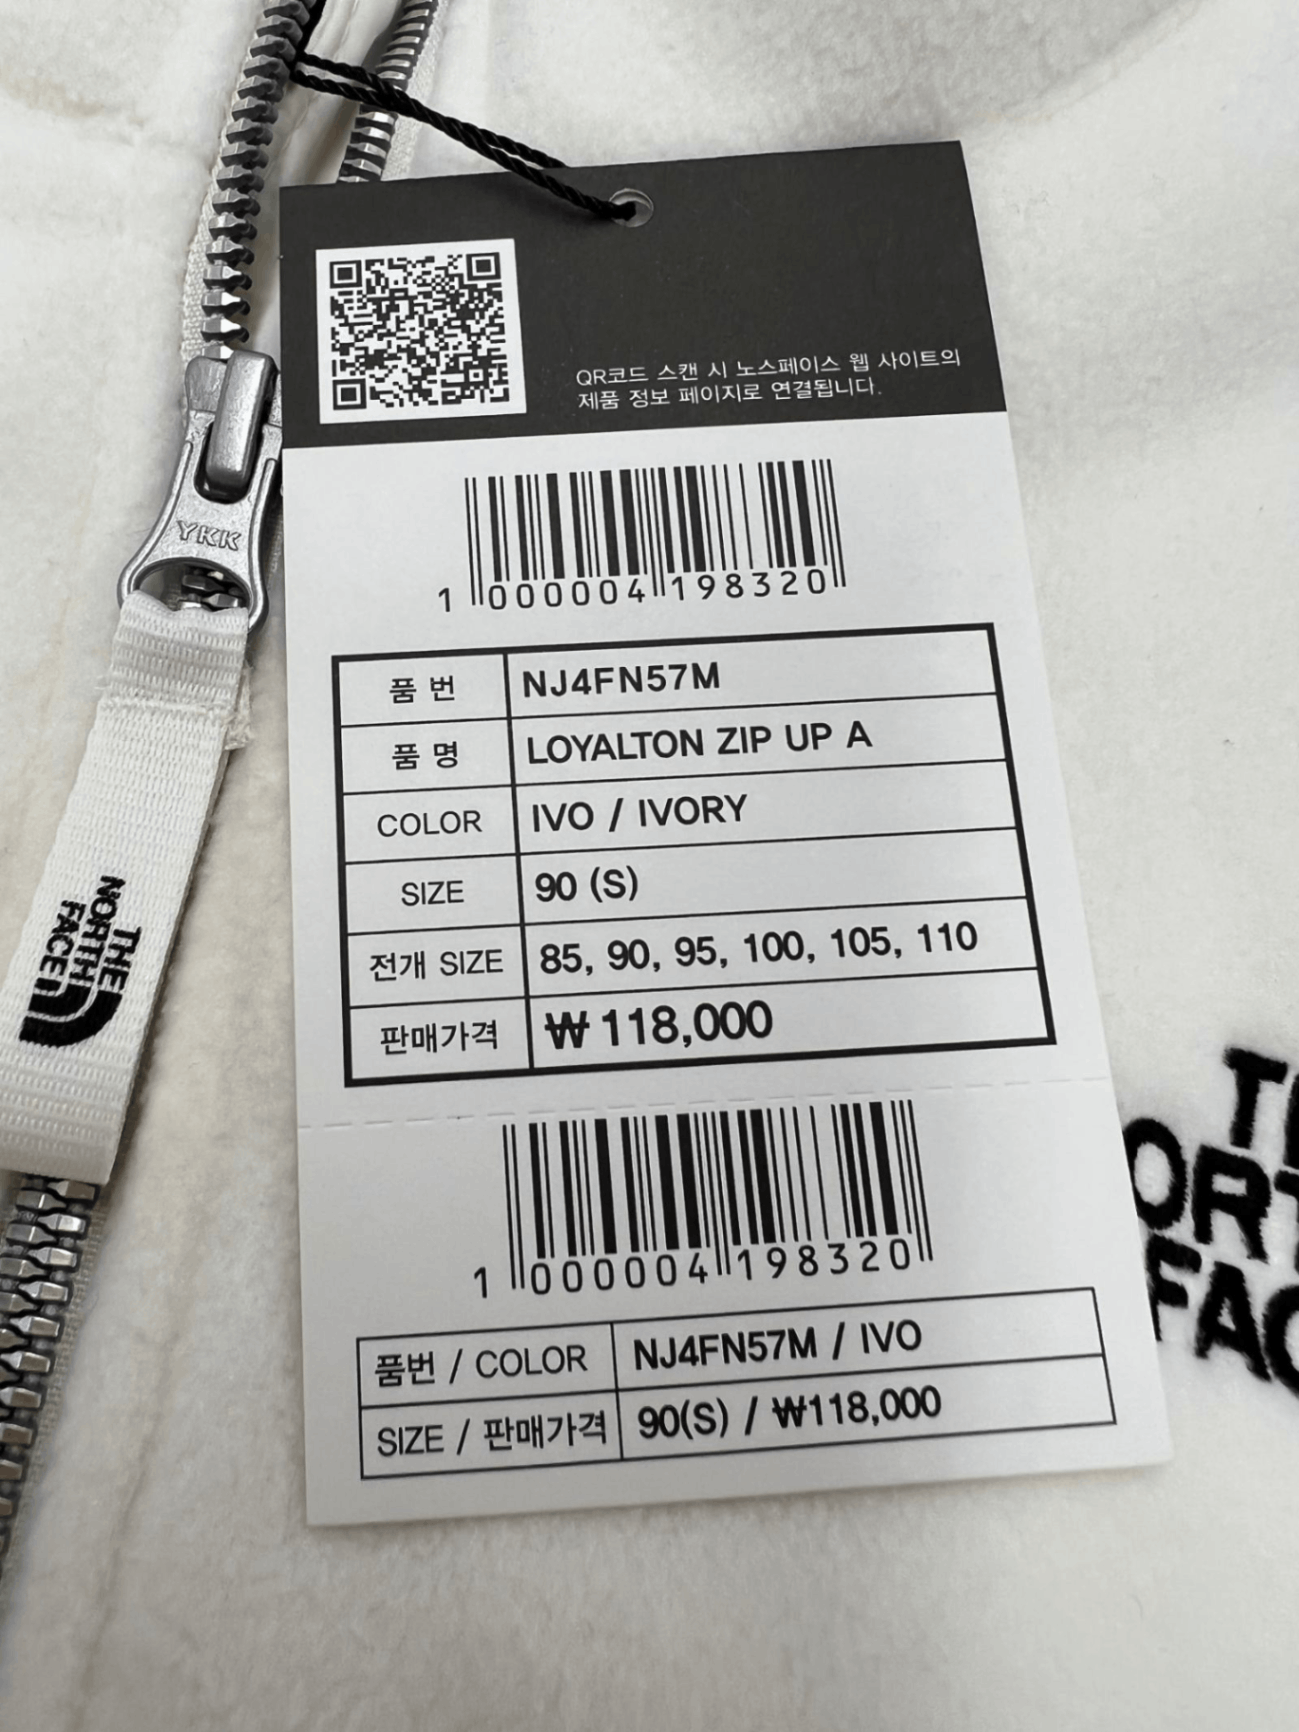 QR코드 스캔 시 노스페이스 웹 사이트의
제품 정보 페이지로 연결됩니다.
1 000004 198320
품 번 NJ4FN57M
품 명 LOYALTON ZIP UP A
COLOR IVO / IVORY
SIZE 90 (S)
전개 SIZE 85, 90, 95, 100, 105, 110
판매가격 ₩ 118,000
1 000004 198320
품번 / COLOR NJ4FN57M / IVO
SIZE / 판매가격 90(S) / ₩118,000
YKK
THE
NORTH
FACE